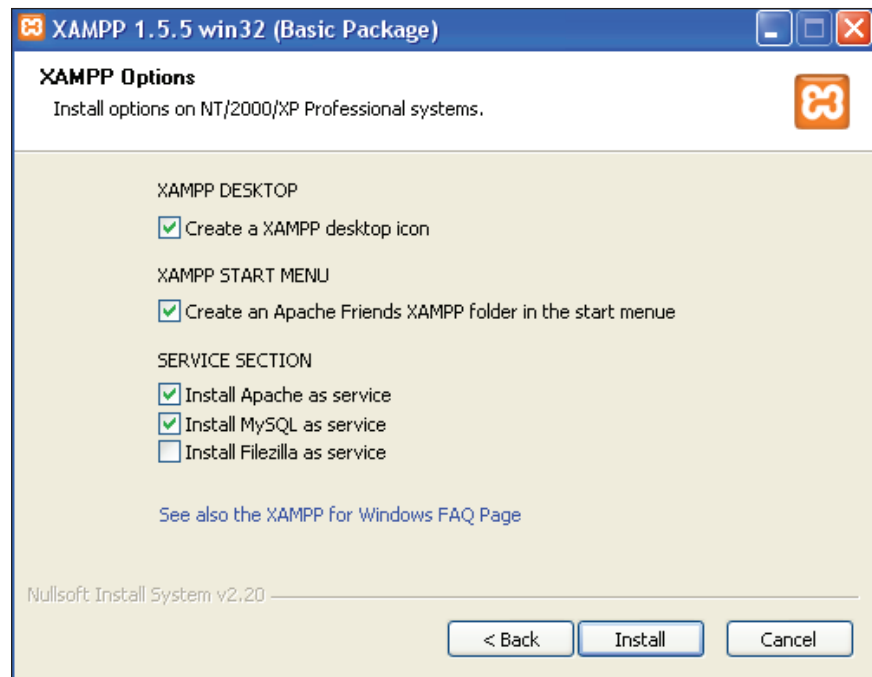 XAMPP 1.5.5 win32 (Basic Package)
XAMPP Options
Install options on NT/2000/XP Professional systems.
XAMPP DESKTOP
Create a XAMPP desktop icon
XAMPP START MENU
Create an Apache Friends XAMPP folder in the start menue
SERVICE SECTION
Install Apache as service
Install MySQL as service
Install Filezilla as service
See also the XAMPP for Windows FAQ Page
Nullsoft Install System v2.20
< Back Install Cancel